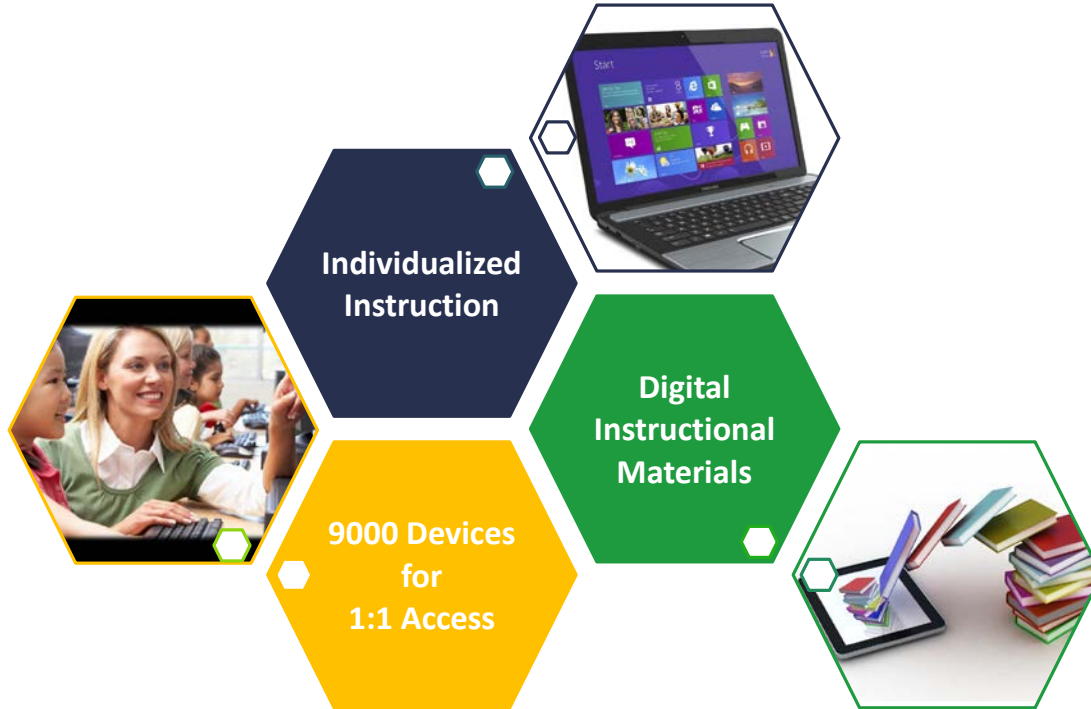 Start
Individualized
Instruction
Digital
Instructional
Materials
9000 Devices
for
1:1 Access